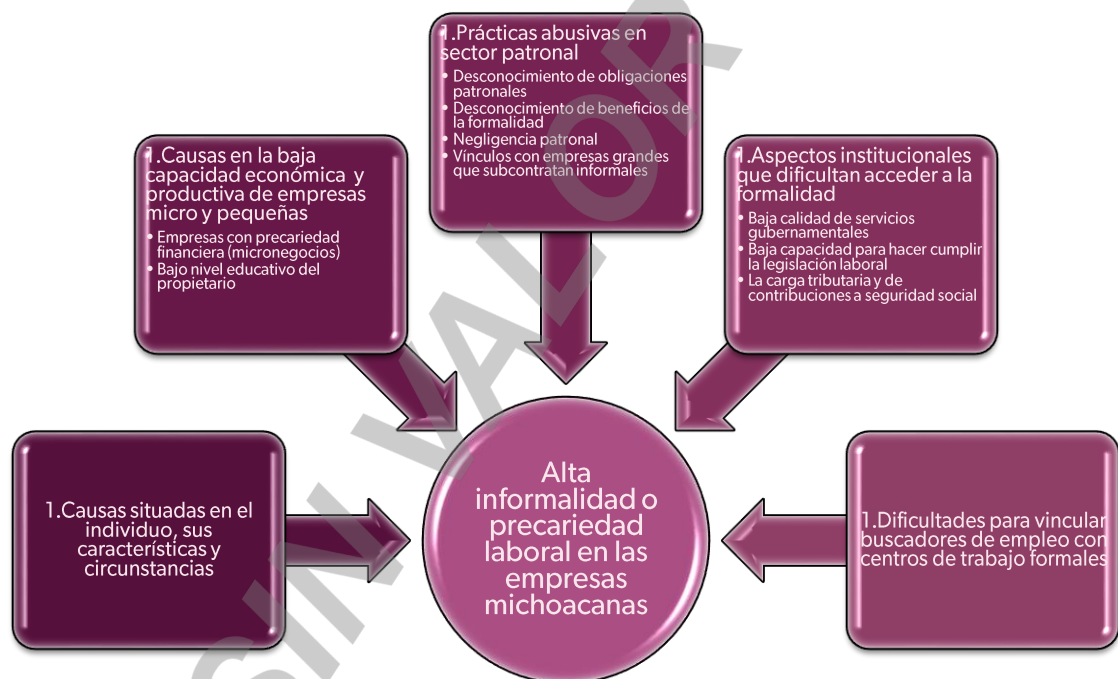 1.Prácticas abusivas en
sector patronal
• Desconocimiento de obligaciones
patronales
• Desconocimiento de beneficios de
la formalidad
• Negligencia patronal
• Vínculos con empresas grandes
que subcontratan informales
1.Causas en la baja
capacidad económica y
productiva de empresas
micro y pequeñas
• Empresas con precariedad
financiera (micronegocios)
• Bajo nivel educativo del
propietario
1.Aspectos institucionales
que dificultan acceder a la
formalidad
• Baja calidad de servicios
gubernamentales
• Baja capacidad para hacer cumplir
la legislación laboral
• La carga tributaria y de
contribuciones a seguridad social
1.Causas situadas en el
individuo, sus
características y
circunstancias
Alta
informalidad o
precariedad
laboral en las
empresas
michoacanas
1.Dificultades para vincular
buscadores de empleo con
centros de trabajo formales
SIN VALOR